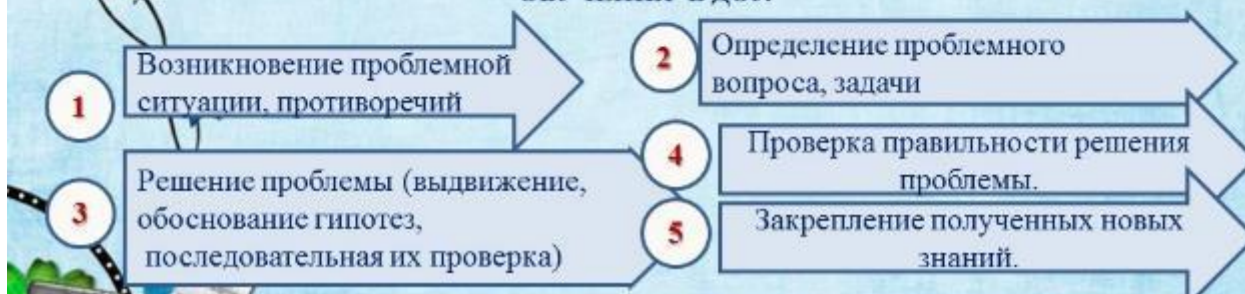 1
Возникновение проблемной
ситуации, противоречий
2
Определение проблемного
вопроса, задачи
3
Решение проблемы (выдвижение,
обоснование гипотез,
последовательная их проверка)
4
Проверка правильности решения
проблемы.
5
Закрепление полученных новых
знаний.